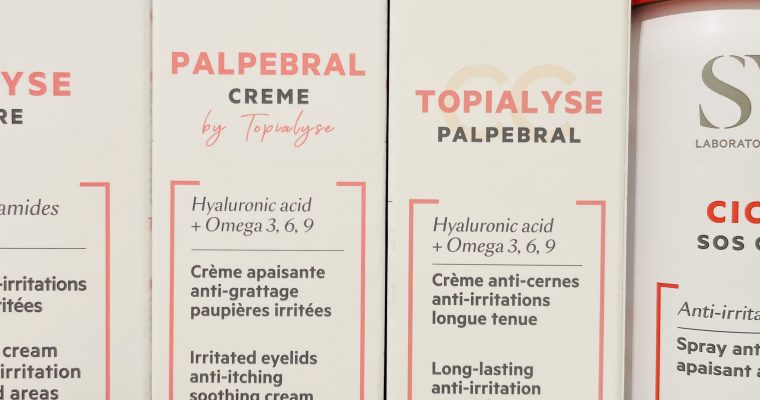 YSE
RE
amides
-irritations
ritées
cream
irritation
d areas
PALPEBRAL
CREME
by Topialyse
Hyaluronic acid
+ Omega 3, 6, 9
Crème apaisante
anti-grattage
paupières irritées
Irritated eyelids
anti-itching
soothing cream
CC
TOPIALYSE
PALPEBRAL
Hyaluronic acid
+ Omega 3, 6, 9
Crème anti-cernes
anti-irritations
longue tenue
Long-lasting
anti-irritation
SV
LABORATO
CIC
SOS
Anti-irrita
Spray ant
apaisant a